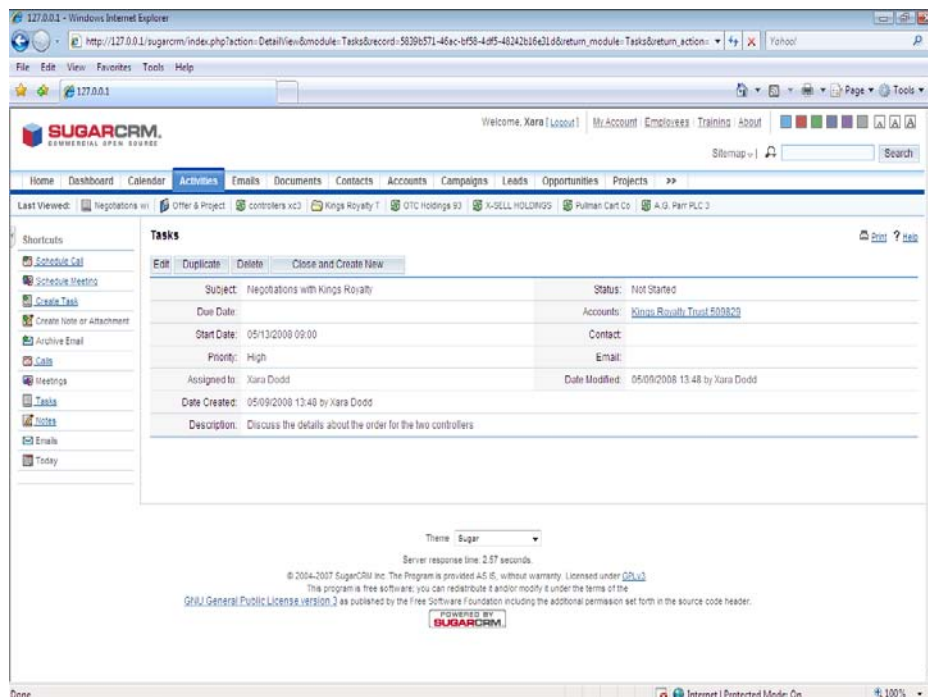 127.0.0.1 - Windows Internet Explorer
http://127.0.0.1/sugarcrm/index.php?action=DetailView&module=Tasks&record=5839b571-46ac-bf58-4df5-48242b16e31d&return_module=Tasks&return_action=
Yahoo!
File Edit View Favorites Tools Help
127.0.0.1
Page Tools
SUGARCRM.
COMMERCIAL OPEN SOURCE
Welcome, Xara [ Logout ] My Account Employees Training About
A A A
Sitemap
Search
Home Dashboard Calendar Activities Emails Documents Contacts Accounts Campaigns Leads Opportunities Projects >>
Last Viewed: Negotiations wi Offer & Project controllers xc3 Kings Royalty T OTC Holdings 93 X-SELL HOLDINGS Pullman Cart Co A.G. Parr PLC 3
Shortcuts
Schedule Call
Schedule Meeting
Create Task
Create Note or Attachment
Archive Email
Calls
Meetings
Tasks
Notes
Emails
Today
Tasks
Print ? Help
Edit Duplicate Delete Close and Create New
Subject: Negotiations with Kings Royalty Status: Not Started
Due Date: Accounts: Kings Royalty Trust 509829
Start Date: 05/13/2008 09:00 Contact:
Priority: High Email:
Assigned to: Xara Dodd Date Modified: 05/09/2008 13:48 by Xara Dodd
Date Created: 05/09/2008 13:48 by Xara Dodd
Description: Discuss the details about the order for the two controllers
Theme Sugar
Server response time: 2.57 seconds.
© 2004-2007 SugarCRM Inc. The Program is provided AS IS, without warranty. Licensed under GPLv3
This program is free software; you can redistribute it and/or modify it under the terms of the
GNU General Public License version 3 as published by the Free Software Foundation including the additional permission set forth in the source code header.
POWERED BY
SUGARCRM
Done
Internet | Protected Mode: On
100%